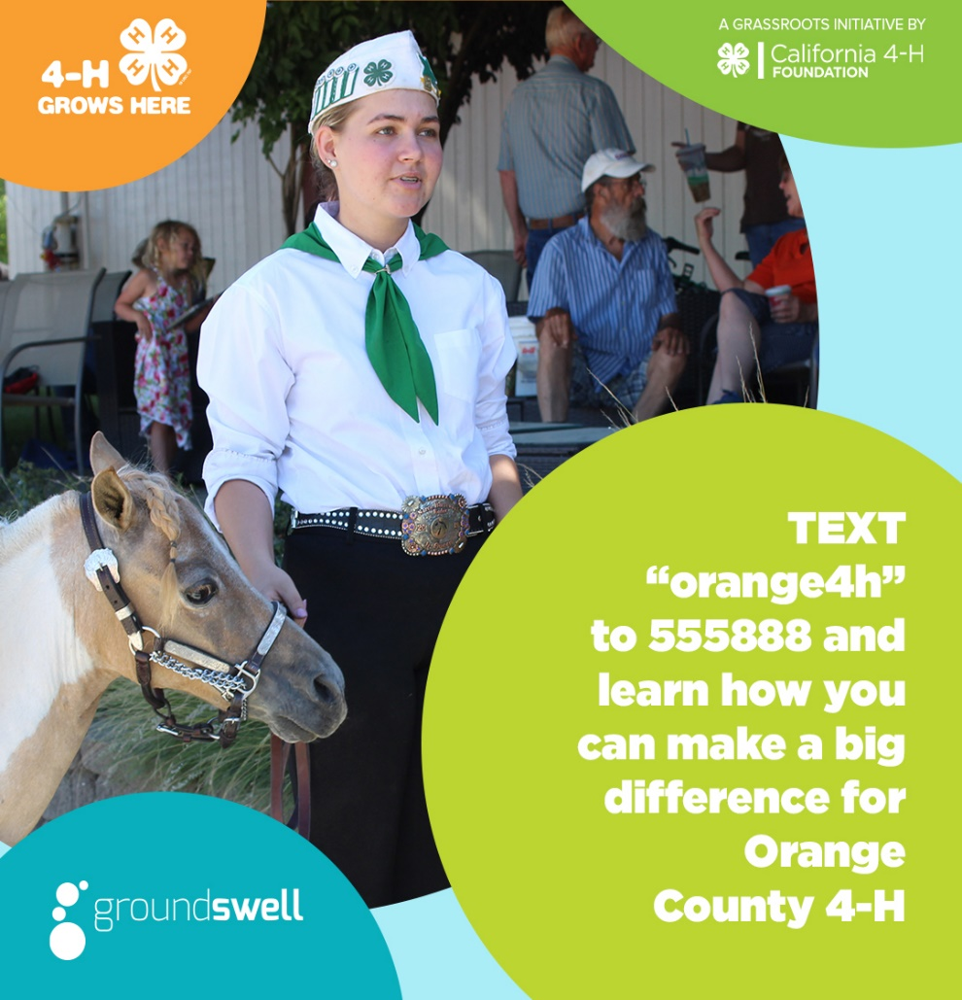 4-H
GROWS HERE
A GRASSROOTS INITIATIVE BY
California 4-H
FOUNDATION
TEXT
“orange4h”
to 555888 and
learn how you
can make a big
difference for
Orange
County 4-H
groundswell